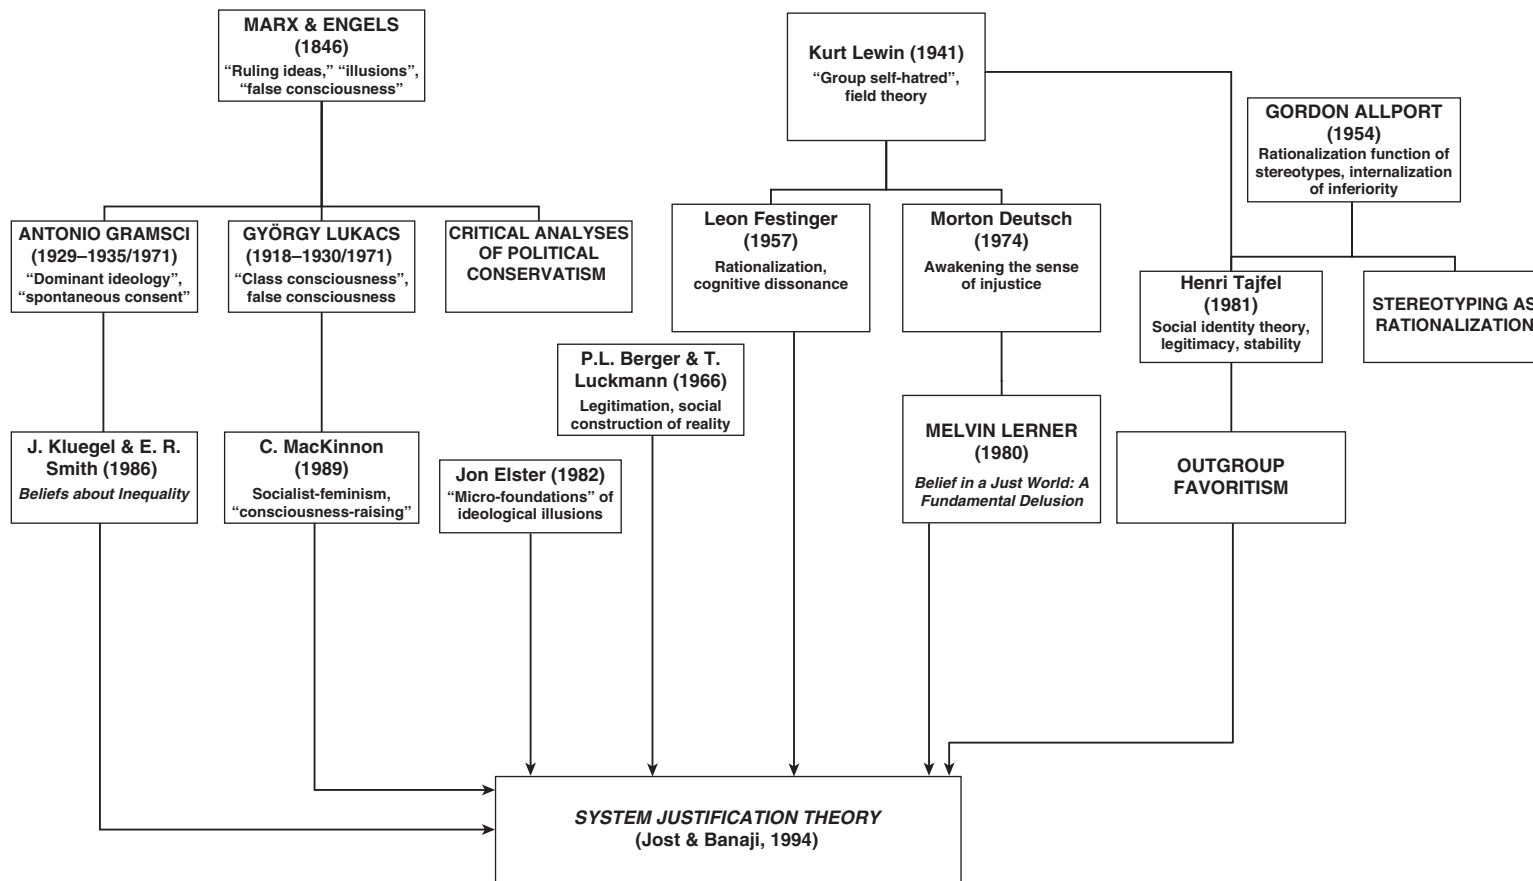 MARX & ENGELS
(1846)
“Ruling ideas,” “illusions”,
“false consciousness”
Kurt Lewin (1941)
“Group self-hatred”,
field theory
GORDON ALLPORT
(1954)
Rationalization function of
stereotypes, internalization
of inferiority
ANTONIO GRAMSCI
(1929–1935/1971)
“Dominant ideology”,
“spontaneous consent”
GYÖRGY LUKACS
(1918–1930/1971)
“Class consciousness”,
false consciousness
CRITICAL ANALYSES
OF POLITICAL
CONSERVATISM
Leon Festinger
(1957)
Rationalization,
cognitive dissonance
Morton Deutsch
(1974)
Awakening the sense
of injustice
Henri Tajfel
(1981)
Social identity theory,
legitimacy, stability
STEREOTYPING AS
RATIONALIZATION
P.L. Berger & T.
Luckmann (1966)
Legitimation, social
construction of reality
J. Kluegel & E. R.
Smith (1986)
Beliefs about Inequality
C. MacKinnon
(1989)
Socialist-feminism,
“consciousness-raising”
Jon Elster (1982)
“Micro-foundations” of
ideological illusions
MELVIN LERNER
(1980)
Belief in a Just World: A
Fundamental Delusion
OUTGROUP
FAVORITISM
SYSTEM JUSTIFICATION THEORY
(Jost & Banaji, 1994)